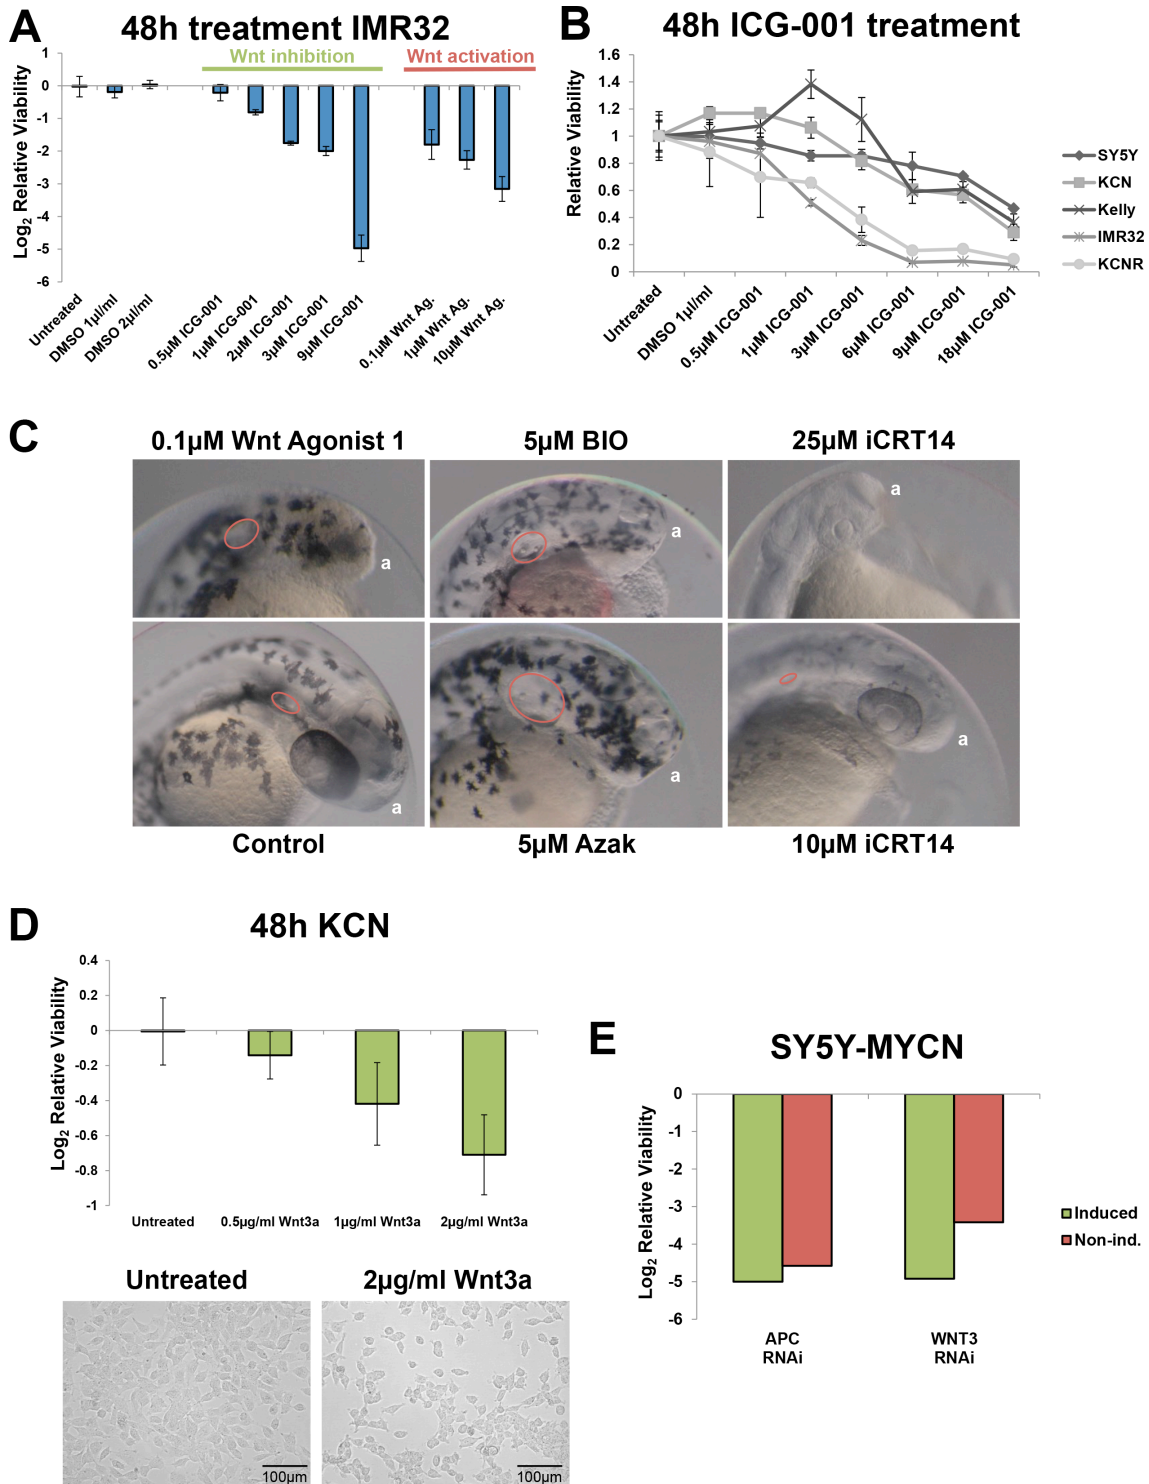 A
48h treatment IMR32
Wnt inhibition
Wnt activation
Log2 Relative Viability
1
0
-1
-2
-3
-4
-5
-6
Untreated
DMSO 1µl/ml
DMSO 2µl/ml
0.5µM ICG-001
1µM ICG-001
2µM ICG-001
3µM ICG-001
9µM ICG-001
0.1µM Wnt Ag.
1µM Wnt Ag.
10µM Wnt Ag.
B
48h ICG-001 treatment
Relative Viability
1.6
1.4
1.2
1
0.8
0.6
0.4
0.2
0
Untreated
DMSO 1µl/ml
0.5µM ICG-001
1µM ICG-001
3µM ICG-001
6µM ICG-001
9µM ICG-001
18µM ICG-001
SY5Y
KCN
Kelly
IMR32
KCNR
C
0.1µM Wnt Agonist 1
5µM BIO
25µM iCRT14
a
a
a
a
a
a
Control
5µM Azak
10µM iCRT14
D
48h KCN
Log2 Relative Viability
0.4
0.2
0
-0.2
-0.4
-0.6
-0.8
-1
Untreated
0.5µg/ml Wnt3a
1µg/ml Wnt3a
2µg/ml Wnt3a
Untreated
2µg/ml Wnt3a
100µm
100µm
E
SY5Y-MYCN
Log2 Relative Viability
0
-1
-2
-3
-4
-5
-6
APC
RNAi
WNT3
RNAi
Induced
Non-ind.